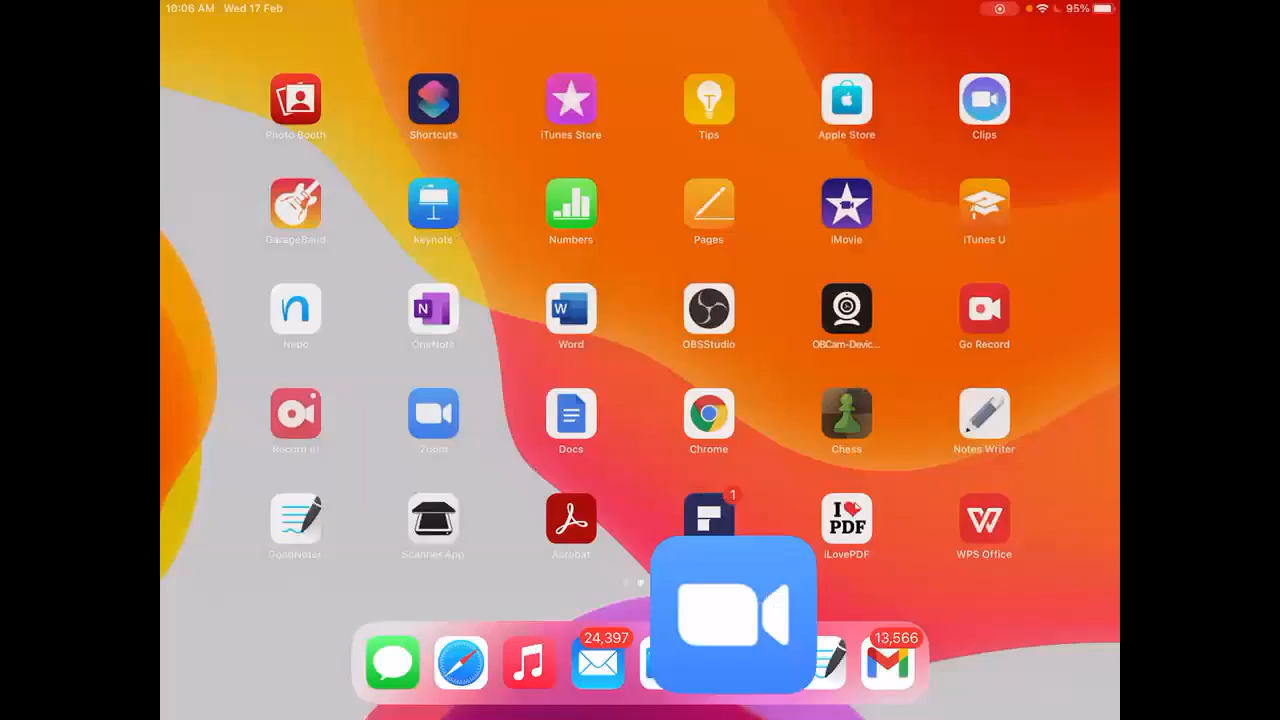 10:06 AM Wed 17 Feb
95%
Photo Booth
Shortcuts
iTunes Store
Tips
Apple Store
Clips
GarageBand
Keynote
Numbers
Pages
iMovie
iTunes U
Nebo
OneNote
Word
OBSStudio
OBCam-Devic...
Go Record
N
W
Record it!
Zoom
Docs
Chrome
Chess
Notes Writer
1
I
PDF
GoodNotes
Scanner App
Acrobat
iLovePDF
WPS Office
24,397
13,566